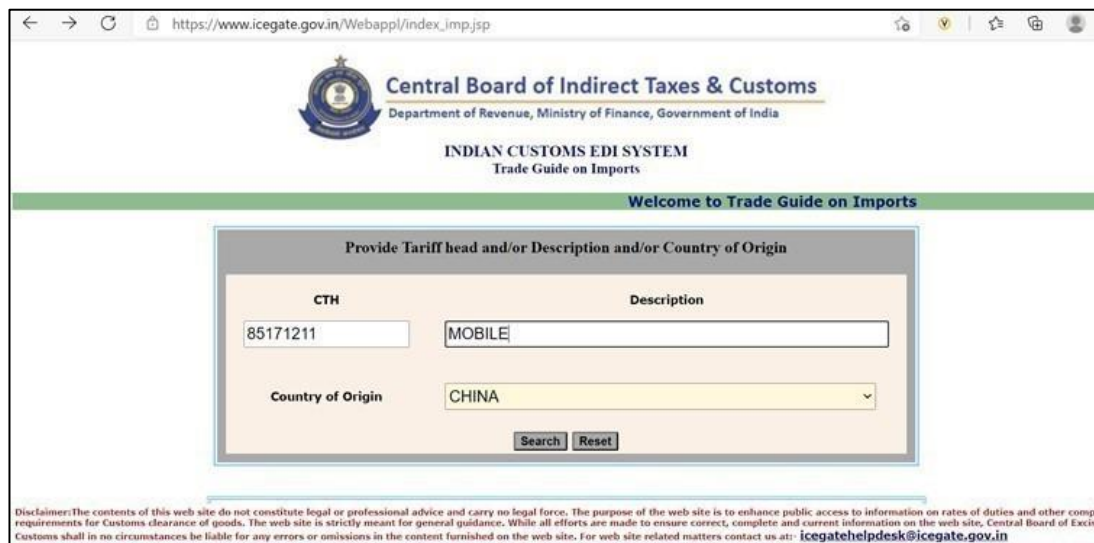 https://www.icegate.gov.in/Webappl/index_imp.jsp
Central Board of Indirect Taxes & Customs
Department of Revenue, Ministry of Finance, Government of India
INDIAN CUSTOMS EDI SYSTEM
Trade Guide on Imports
Welcome to Trade Guide on Imports
Provide Tariff head and/or Description and/or Country of Origin
CTH Description
85171211 MOBILE
Country of Origin CHINA
Search Reset
Disclaimer:The contents of this web site do not constitute legal or professional advice and carry no legal force. The purpose of the web site is to enhance public access to information on rates of duties and other comp
requirements for Customs clearance of goods. The web site is strictly meant for general guidance. While all efforts are made to ensure correct, complete and current information on the web site, Central Board of Excis
Customs shall in no circumstances be liable for any errors or omissions in the content furnished on the web site. For web site related matters contact us at:- icegatehelpdesk@icegate.gov.in